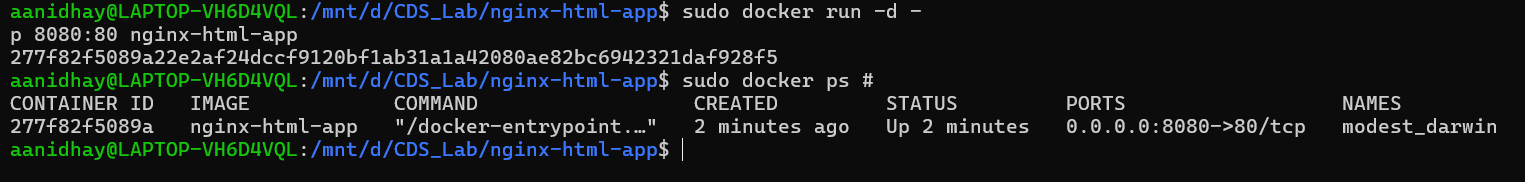 aanidhay@LAPTOP-VH6D4VQL:/mnt/d/CDS_Lab/nginx-html-app$ sudo docker run -d -
p 8080:80 nginx-html-app
277f82f5089a22e2af24dccf9120bf1ab31a1a42080ae82bc6942321daf928f5
aanidhay@LAPTOP-VH6D4VQL:/mnt/d/CDS_Lab/nginx-html-app$ sudo docker ps #
CONTAINER ID   IMAGE            COMMAND                  CREATED         STATUS         PORTS                  NAMES
277f82f5089a   nginx-html-app   "/docker-entrypoint.…"   2 minutes ago   Up 2 minutes   0.0.0.0:8080->80/tcp   modest_darwin
aanidhay@LAPTOP-VH6D4VQL:/mnt/d/CDS_Lab/nginx-html-app$